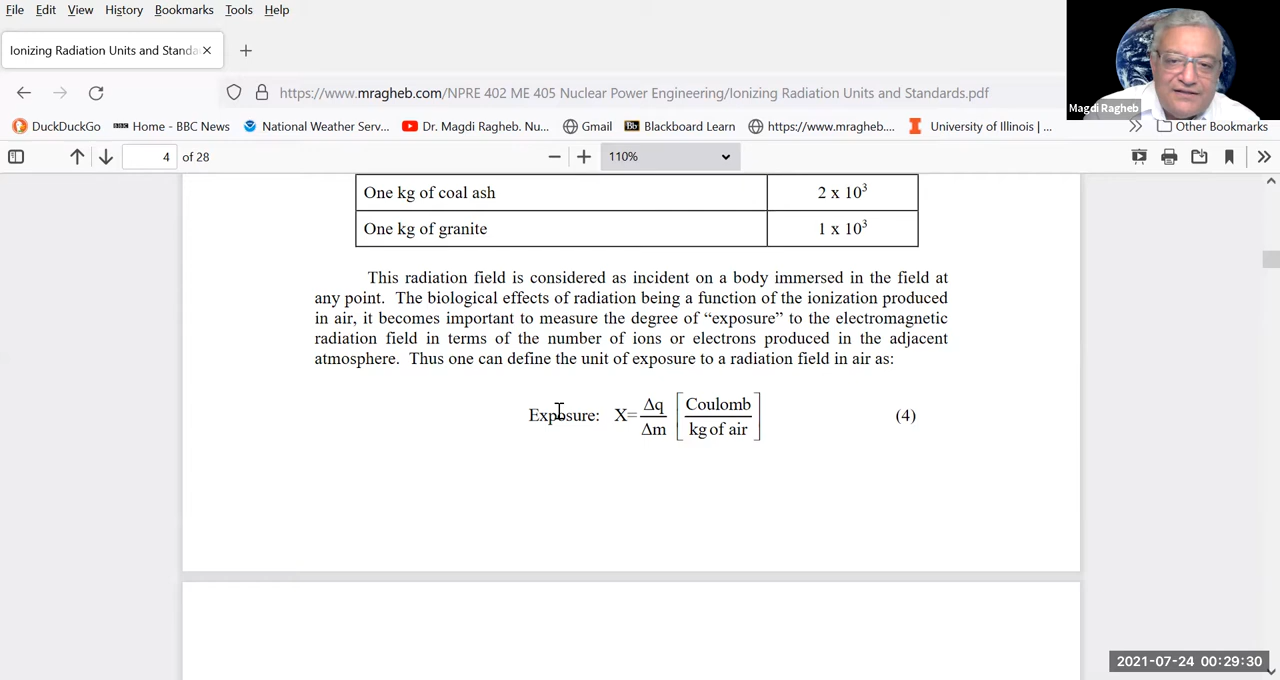 File Edit View History Bookmarks Tools Help
Ionizing Radiation Units and Standa
https://www.mragheb.com/NPRE 402 ME 405 Nuclear Power Engineering/Ionizing Radiation Units and Standards.pdf
Magdi Ragheb
DuckDuckGo BBC Home - BBC News National Weather Serv... Dr. Magdi Ragheb. Nu... Gmail Bb Blackboard Learn https://www.mragheb.... University of Illinois | ... Other Bookmarks
4 of 28 110%
One kg of coal ash 2 x 10³
One kg of granite 1 x 10³
This radiation field is considered as incident on a body immersed in the field at
any point. The biological effects of radiation being a function of the ionization produced
in air, it becomes important to measure the degree of “exposure” to the electromagnetic
radiation field in terms of the number of ions or electrons produced in the adjacent
atmosphere. Thus one can define the unit of exposure to a radiation field in air as:
Exposure: X= Δq/Δm [Coulomb/kg of air] (4)
2021-07-24 00:29:30